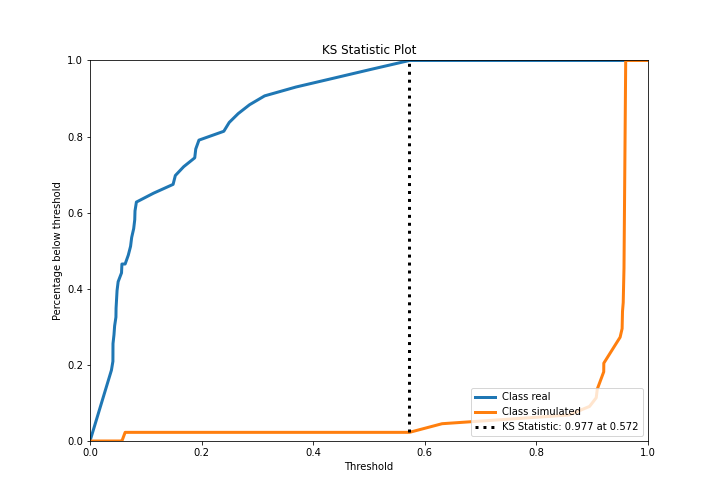 KS Statistic Plot
1.0
0.8
0.6
0.4
0.2
0.0
Percentage below threshold
0.0 0.2 0.4 0.6 0.8 1.0
Threshold
Class real
Class simulated
KS Statistic: 0.977 at 0.572